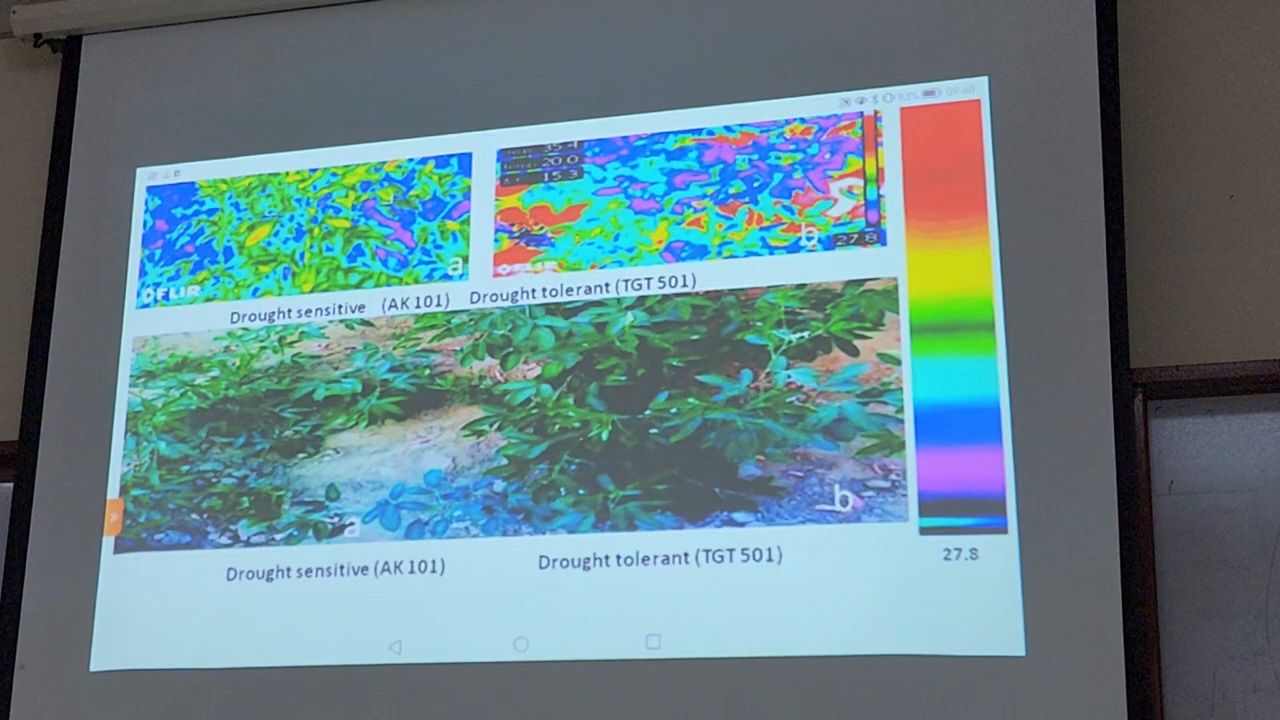 83%
35.4
20.0
15.3
b
27.8
a
FLIR
Drought sensitive (AK 101) Drought tolerant (TGT 501)
a
b
Drought sensitive (AK 101) Drought tolerant (TGT 501)
27.8